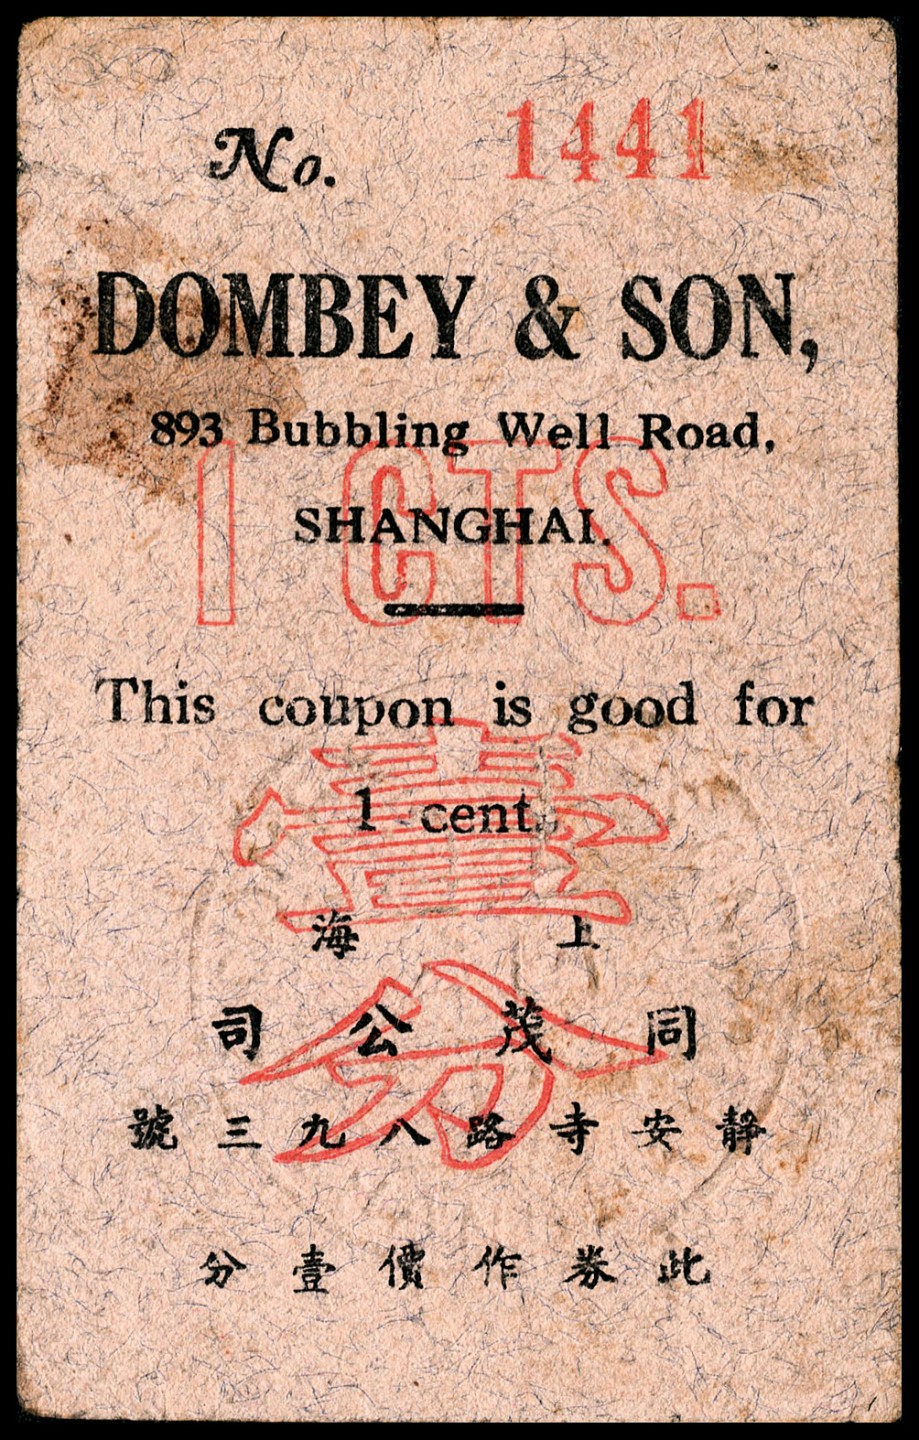 No. 1441
DOMBEY & SON,
893 Bubbling Well Road,
1 CTS.
SHANGHAI.
This coupon is good for
1 cent.
壹
上海
分
同茂公司
靜安寺路八九三號
此券作價壹分